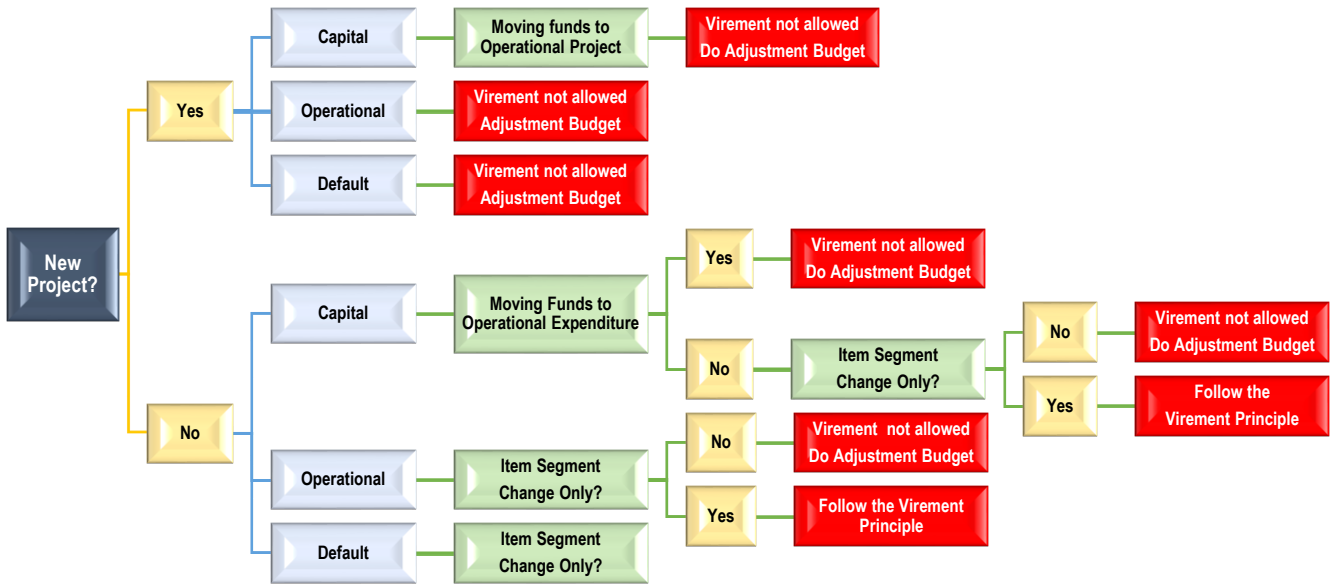 New
Project?
Yes
Capital
Moving funds to
Operational Project
Virement not allowed
Do Adjustment Budget
Operational
Virement not allowed
Adjustment Budget
Default
Virement not allowed
Adjustment Budget
No
Capital
Moving Funds to
Operational Expenditure
Yes
Virement not allowed
Do Adjustment Budget
No
Item Segment
Change Only?
No
Virement not allowed
Do Adjustment Budget
Yes
Follow the
Virement Principle
Operational
Item Segment
Change Only?
No
Virement not allowed
Do Adjustment Budget
Yes
Follow the Virement
Principle
Default
Item Segment
Change Only?